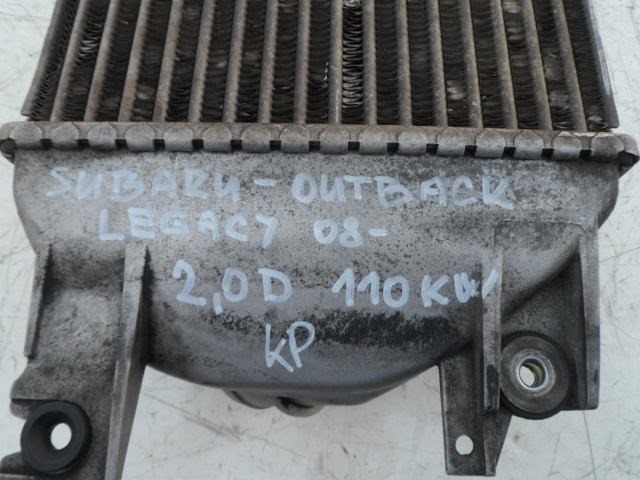 SUBARU - OUTBACK
LEGACY 08-
2,0D 110KW
KP